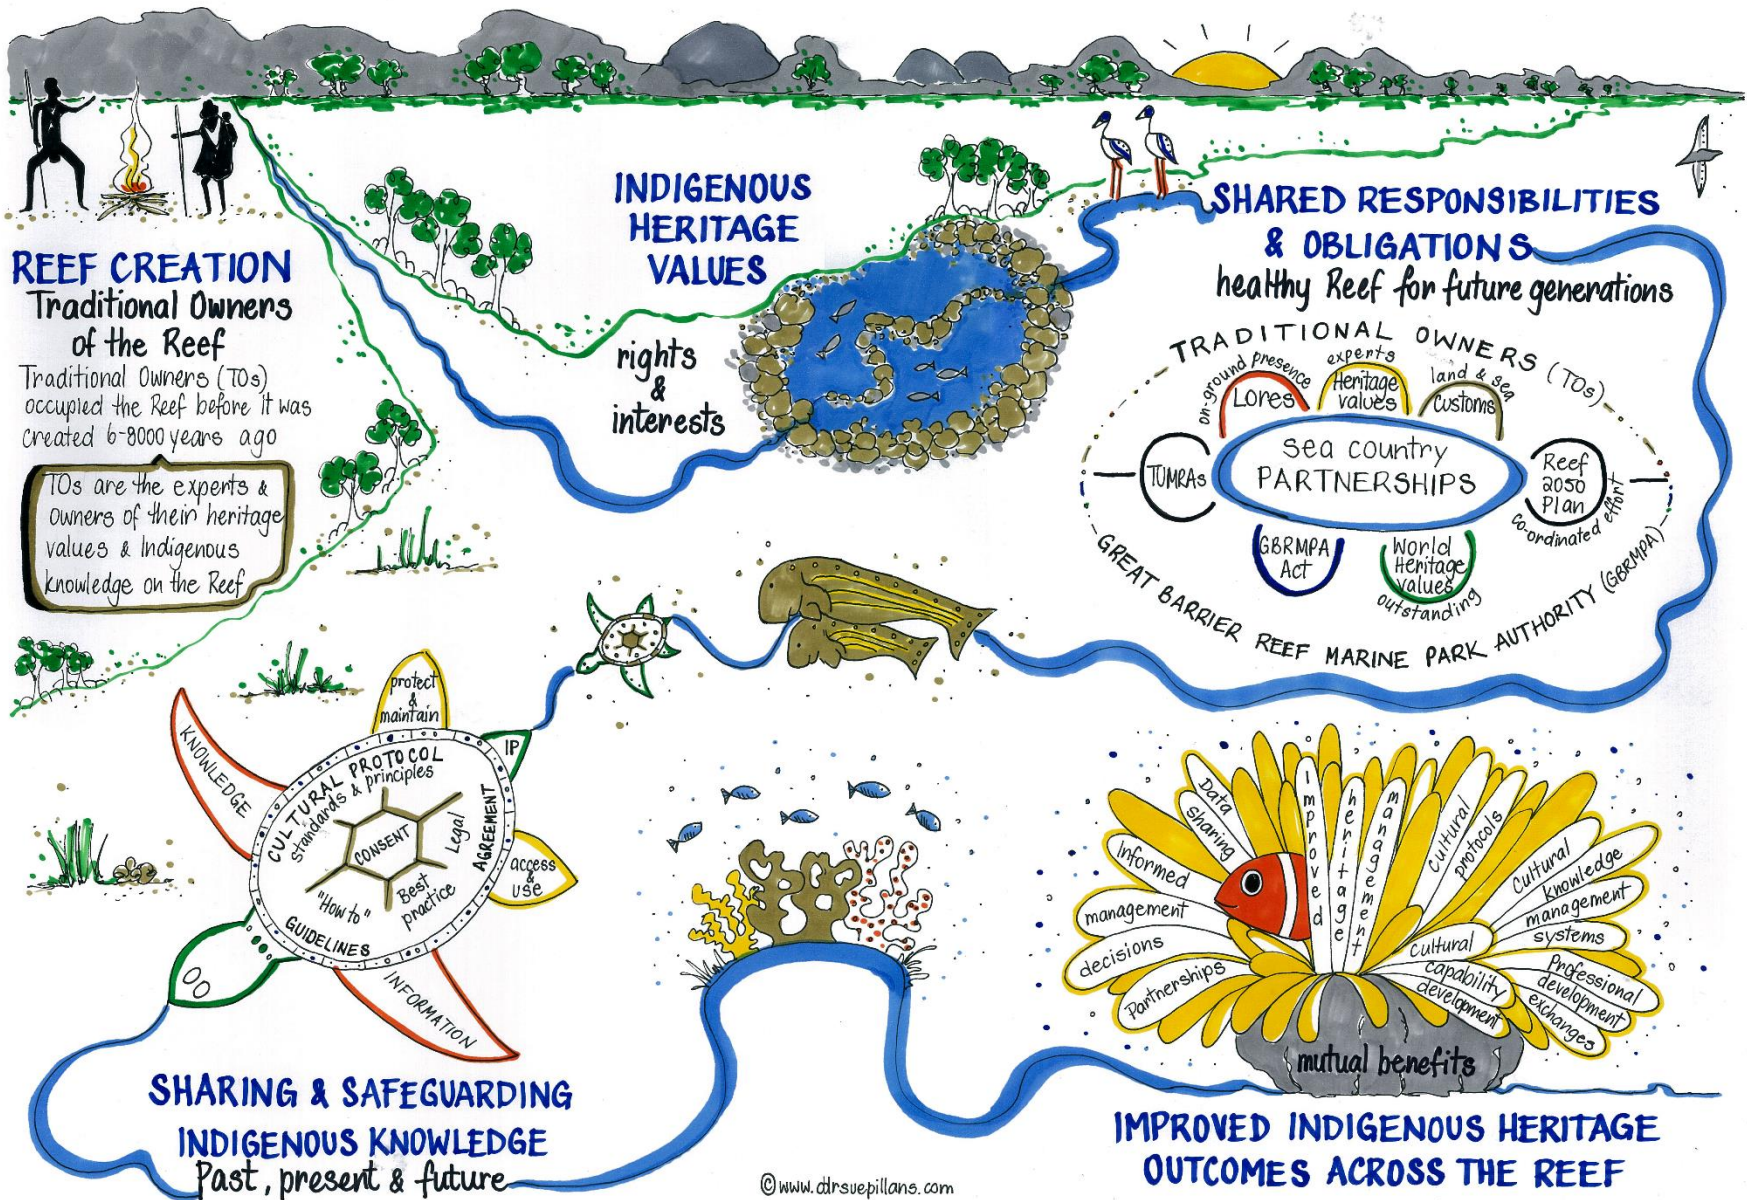 REEF CREATION
Traditional Owners
of the Reef
Traditional Owners (TOs)
occupied the Reef before it was
created 6-8000 years ago
TOs are the experts &
Owners of their heritage
values & Indigenous
knowledge on the Reef
INDIGENOUS
HERITAGE
VALUES
rights
&
interests
SHARED RESPONSIBILITIES
& OBLIGATIONS
healthy Reef for future generations
TRADITIONAL OWNERS (TOs)
on-ground presence
Lores
experts
Heritage
values
land & sea
Customs
TUMRAs
sea country
PARTNERSHIPS
Reef
2050
Plan
co-ordinated effort
GBRMPA
Act
World
Heritage
values
outstanding
GREAT BARRIER REEF MARINE PARK AUTHORITY (GBRMPA)
KNOWLEDGE
protect
&
maintain
IP
CULTURAL PROTOCOL
standards & principles
CONSENT
Legal
AGREEMENT
access
&
use
"How to"
Best
practice
GUIDELINES
INFORMATION
SHARING & SAFEGUARDING
INDIGENOUS KNOWLEDGE
Past, present & future
©www.drsuepillans.com
Data
sharing
Informed
management
decisions
Partnerships
Improved
heritage
management
Cultural
protocols
Cultural
knowledge
management
systems
Cultural
capability
development
Professional
development
exchanges
mutual benefits
IMPROVED INDIGENOUS HERITAGE
OUTCOMES ACROSS THE REEF